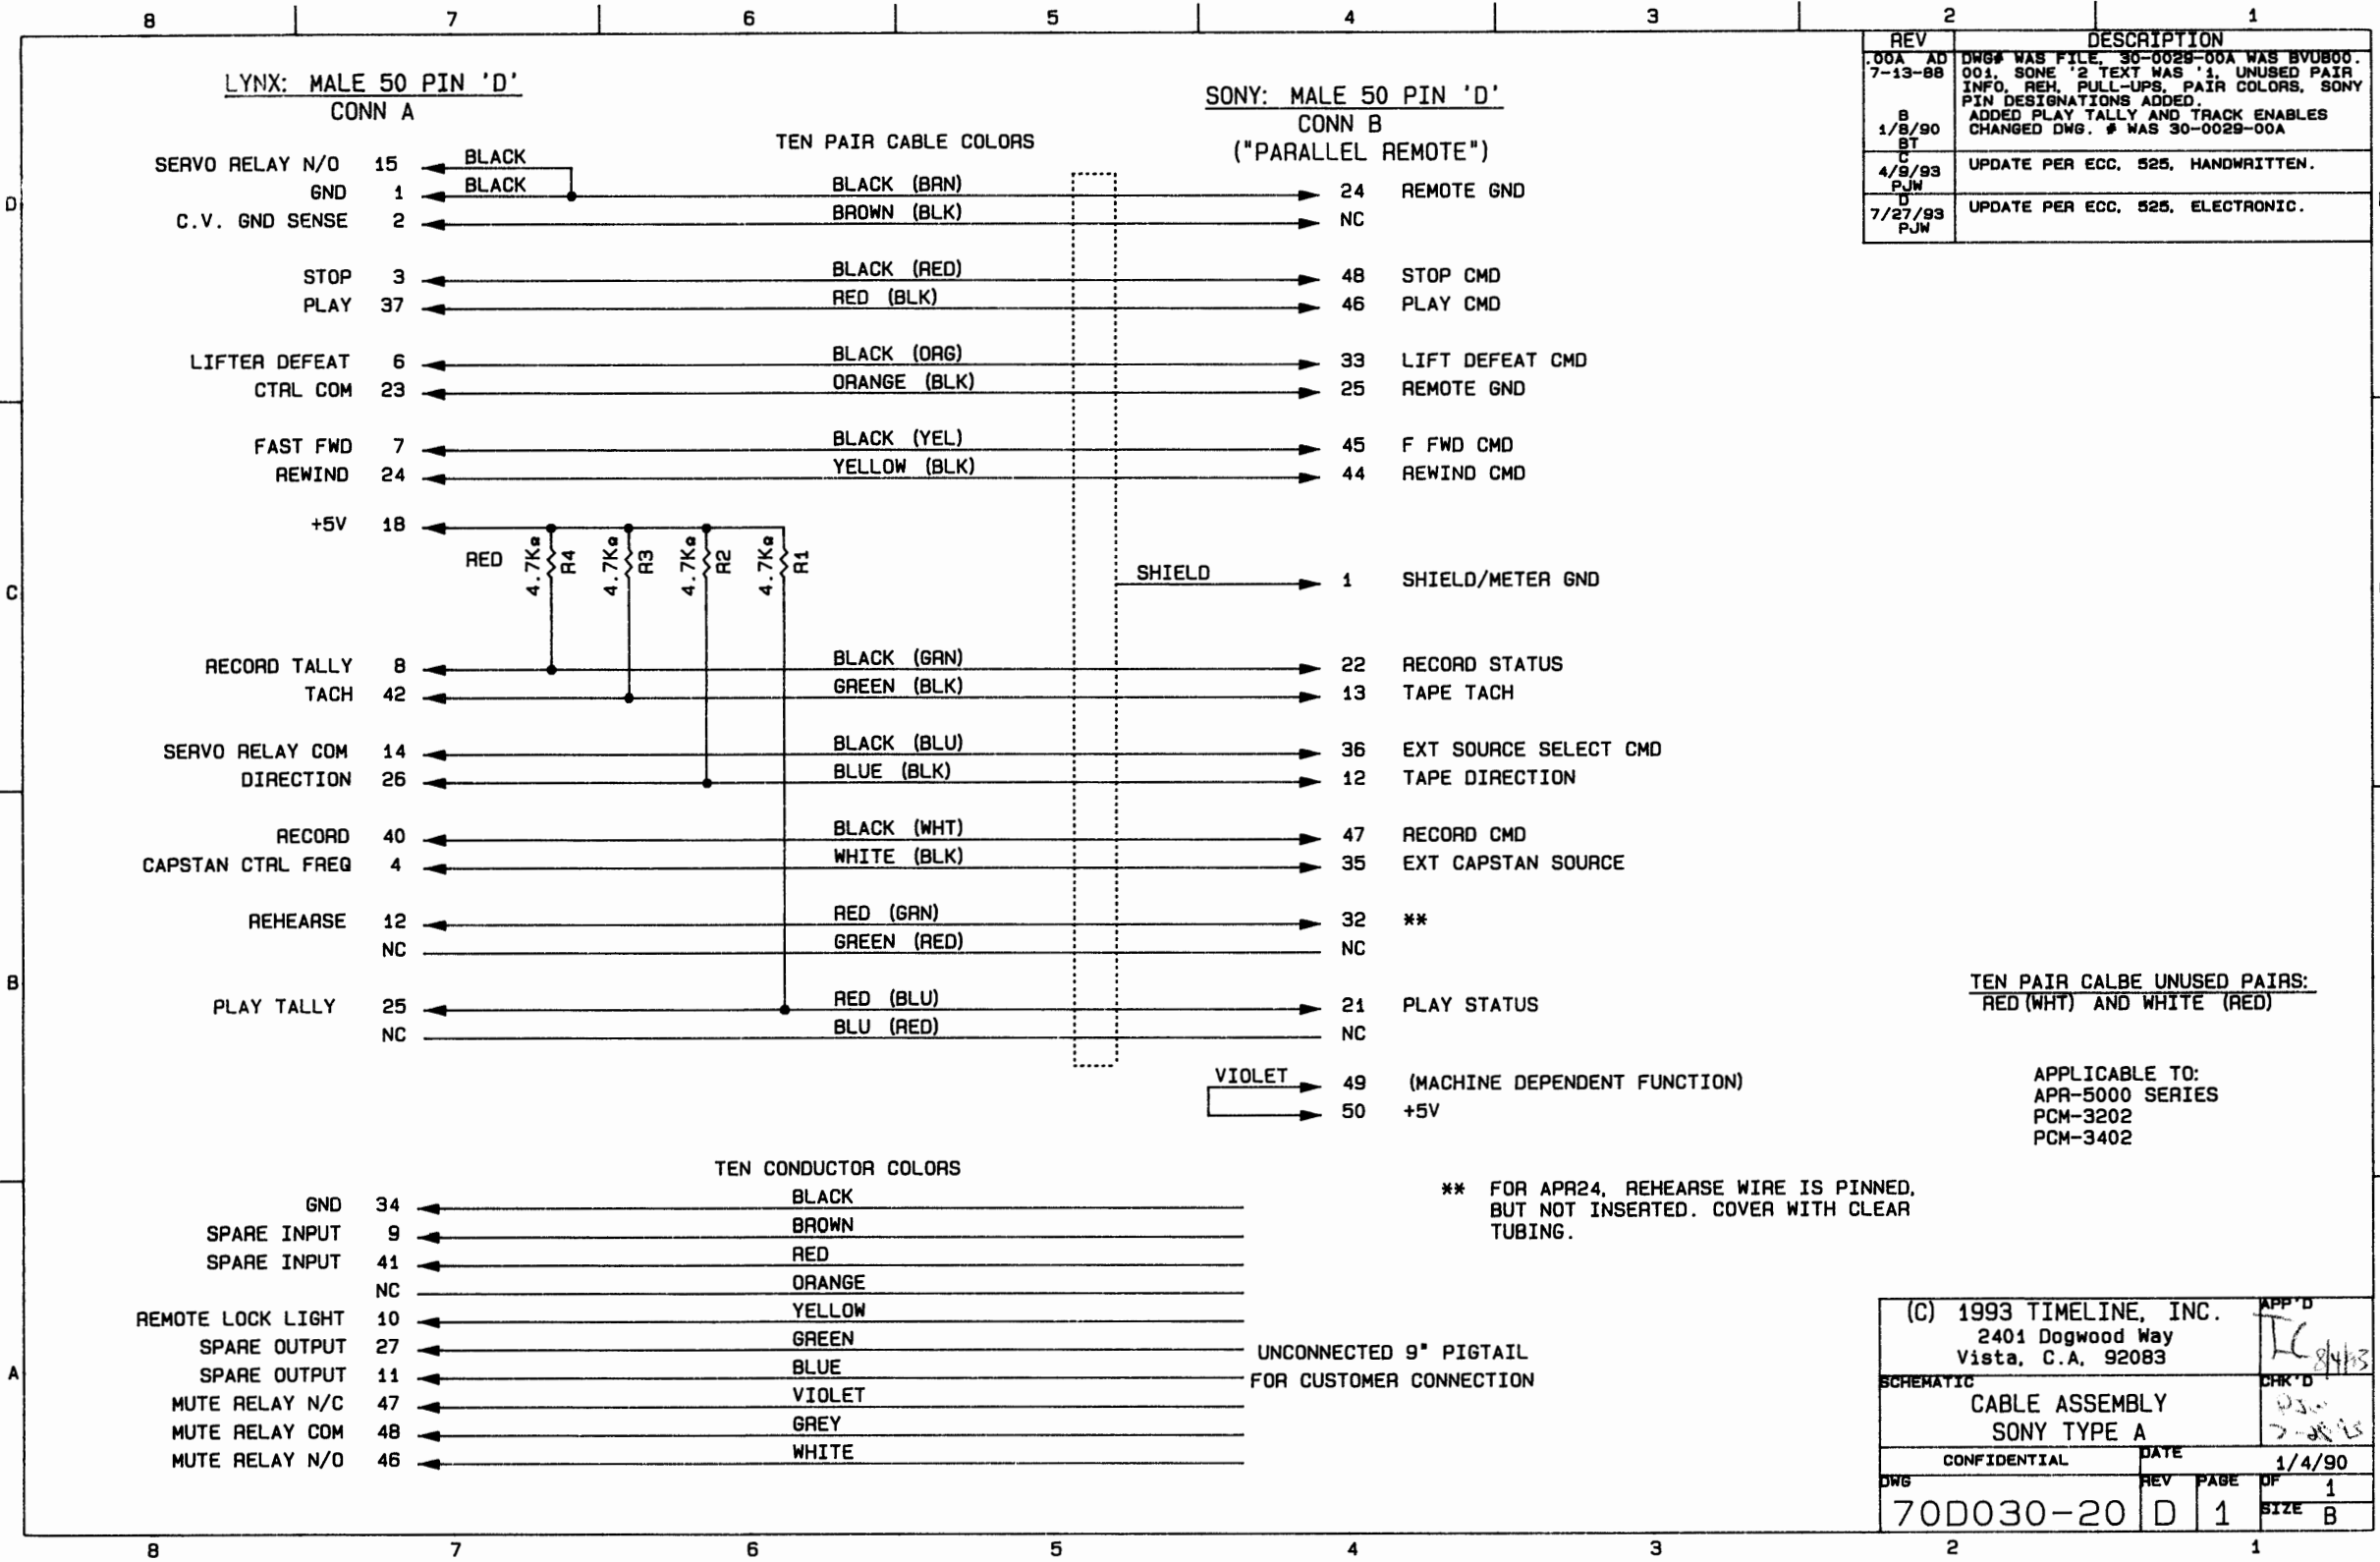 8 7 6 5 4 3 2 1
REV DESCRIPTION
.00A AD DWG# WAS FILE, 30-0029-00A WAS BVU800.
7-13-88 001, SONE '2 TEXT WAS '1, UNUSED PAIR
INFO, REH, PULL-UPS, PAIR COLORS, SONY
PIN DESIGNATIONS ADDED.
B ADDED PLAY TALLY AND TRACK ENABLES
1/8/90 CHANGED DWG. # WAS 30-0029-00A
BT
C
4/9/93 UPDATE PER ECC, 525, HANDWRITTEN.
PJW
D
7/27/93 UPDATE PER ECC, 525, ELECTRONIC.
PJW
LYNX: MALE 50 PIN 'D'
CONN A
SONY: MALE 50 PIN 'D'
CONN B
("PARALLEL REMOTE")
TEN PAIR CABLE COLORS
SERVO RELAY N/O 15 BLACK
GND 1 BLACK BLACK (BRN) 24 REMOTE GND
C.V. GND SENSE 2 BROWN (BLK) NC
D
STOP 3 BLACK (RED) 48 STOP CMD
PLAY 37 RED (BLK) 46 PLAY CMD
LIFTER DEFEAT 6 BLACK (ORG) 33 LIFT DEFEAT CMD
CTRL COM 23 ORANGE (BLK) 25 REMOTE GND
FAST FWD 7 BLACK (YEL) 45 F FWD CMD
REWIND 24 YELLOW (BLK) 44 REWIND CMD
+5V 18
RED 4.7KΩ R4 4.7KΩ R3 4.7KΩ R2 4.7KΩ R1
SHIELD 1 SHIELD/METER GND
C
RECORD TALLY 8 BLACK (GRN) 22 RECORD STATUS
TACH 42 GREEN (BLK) 13 TAPE TACH
SERVO RELAY COM 14 BLACK (BLU) 36 EXT SOURCE SELECT CMD
DIRECTION 26 BLUE (BLK) 12 TAPE DIRECTION
RECORD 40 BLACK (WHT) 47 RECORD CMD
CAPSTAN CTRL FREQ 4 WHITE (BLK) 35 EXT CAPSTAN SOURCE
REHEARSE 12 RED (GRN) 32 **
NC GREEN (RED) NC
B
PLAY TALLY 25 RED (BLU) 21 PLAY STATUS
NC BLU (RED) NC
VIOLET 49 (MACHINE DEPENDENT FUNCTION)
50 +5V
TEN PAIR CALBE UNUSED PAIRS:
RED (WHT) AND WHITE (RED)
APPLICABLE TO:
APR-5000 SERIES
PCM-3202
PCM-3402
** FOR APR24, REHEARSE WIRE IS PINNED,
BUT NOT INSERTED. COVER WITH CLEAR
TUBING.
TEN CONDUCTOR COLORS
GND 34 BLACK
SPARE INPUT 9 BROWN
SPARE INPUT 41 RED
NC ORANGE
REMOTE LOCK LIGHT 10 YELLOW
SPARE OUTPUT 27 GREEN
SPARE OUTPUT 11 BLUE
MUTE RELAY N/C 47 VIOLET
MUTE RELAY COM 48 GREY
MUTE RELAY N/O 46 WHITE
UNCONNECTED 9" PIGTAIL
FOR CUSTOMER CONNECTION
A
(C) 1993 TIMELINE, INC.
2401 Dogwood Way
Vista, C.A. 92083
APP'D
8/4/93
SCHEMATIC
CABLE ASSEMBLY
SONY TYPE A
CHK'D
CONFIDENTIAL DATE 1/4/90
DWG 70D030-20 REV D PAGE 1 OF 1
SIZE B
8 7 6 5 4 3 2 1